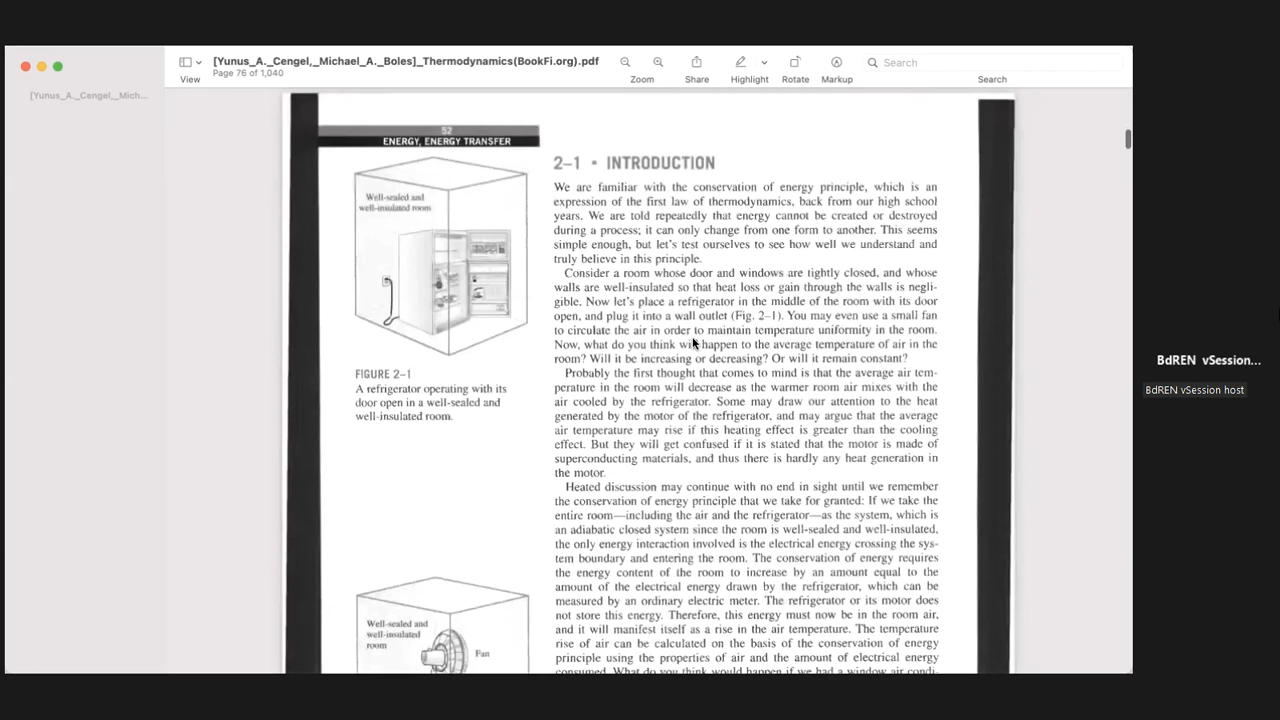 [Yunus_A._Cengel,_Michael_A._Boles]_Thermodynamics(BookFi.org).pdf
Page 76 of 1,040
View
Zoom
Share
Highlight
Rotate
Markup
Search
Search
[Yunus_A._Cengel,_Mich...
52
ENERGY, ENERGY TRANSFER
Well-sealed and
well-insulated room
FIGURE 2–1
A refrigerator operating with its
door open in a well-sealed and
well-insulated room.
Well-sealed and
well-insulated
room
Fan
2–1 • INTRODUCTION
We are familiar with the conservation of energy principle, which is an
expression of the first law of thermodynamics, back from our high school
years. We are told repeatedly that energy cannot be created or destroyed
during a process; it can only change from one form to another. This seems
simple enough, but let's test ourselves to see how well we understand and
truly believe in this principle.
Consider a room whose door and windows are tightly closed, and whose
walls are well-insulated so that heat loss or gain through the walls is negli-
gible. Now let's place a refrigerator in the middle of the room with its door
open, and plug it into a wall outlet (Fig. 2–1). You may even use a small fan
to circulate the air in order to maintain temperature uniformity in the room.
Now, what do you think will happen to the average temperature of air in the
room? Will it be increasing or decreasing? Or will it remain constant?
Probably the first thought that comes to mind is that the average air tem-
perature in the room will decrease as the warmer room air mixes with the
air cooled by the refrigerator. Some may draw our attention to the heat
generated by the motor of the refrigerator, and may argue that the average
air temperature may rise if this heating effect is greater than the cooling
effect. But they will get confused if it is stated that the motor is made of
superconducting materials, and thus there is hardly any heat generation in
the motor.
Heated discussion may continue with no end in sight until we remember
the conservation of energy principle that we take for granted: If we take the
entire room—including the air and the refrigerator—as the system, which is
an adiabatic closed system since the room is well-sealed and well-insulated,
the only energy interaction involved is the electrical energy crossing the sys-
tem boundary and entering the room. The conservation of energy requires
the energy content of the room to increase by an amount equal to the
amount of the electrical energy drawn by the refrigerator, which can be
measured by an ordinary electric meter. The refrigerator or its motor does
not store this energy. Therefore, this energy must now be in the room air,
and it will manifest itself as a rise in the air temperature. The temperature
rise of air can be calculated on the basis of the conservation of energy
principle using the properties of air and the amount of electrical energy
consumed. What do you think would happen if we had a window air condi-
BdREN vSession...
BdREN vSession host